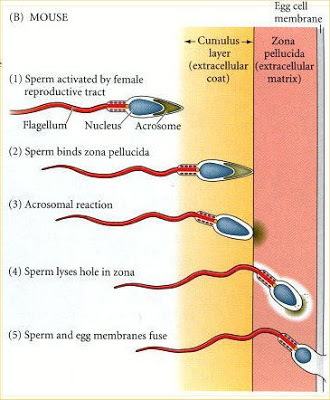 Egg cell
membrane
(B) MOUSE
Cumulus
layer
(extracellular
coat)
Zona
pellucida
(extracellular
matrix)
(1) Sperm activated by female
reproductive tract
Flagellum Nucleus Acrosome
(2) Sperm binds zona pellucida
(3) Acrosomal reaction
(4) Sperm lyses hole in zona
(5) Sperm and egg membranes fuse